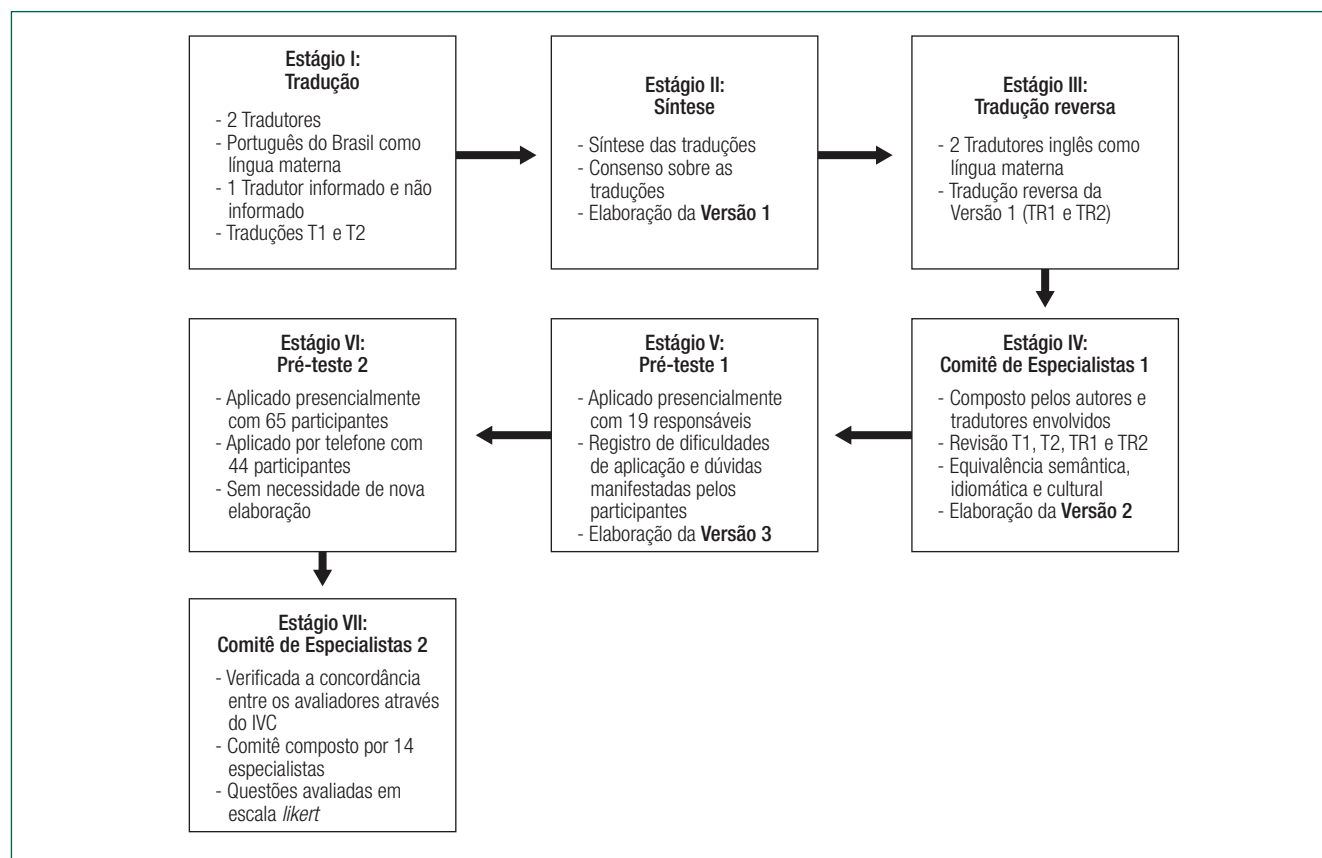 Estágio I:
Tradução
- 2 Tradutores
- Português do Brasil como
língua materna
- 1 Tradutor informado e não
informado
- Traduções T1 e T2
Estágio II:
Síntese
- Síntese das traduções
- Consenso sobre as
traduções
- Elaboração da Versão 1
Estágio III:
Tradução reversa
- 2 Tradutores inglês como
língua materna
- Tradução reversa da
Versão 1 (TR1 e TR2)
Estágio IV:
Comitê de Especialistas 1
- Composto pelos autores e
tradutores envolvidos
- Revisão T1, T2, TR1 e TR2
- Equivalência semântica,
idiomática e cultural
- Elaboração da Versão 2
Estágio V:
Pré-teste 1
- Aplicado presencialmente
com 19 responsáveis
- Registro de dificuldades
de aplicação e dúvidas
manifestadas pelos
participantes
- Elaboração da Versão 3
Estágio VI:
Pré-teste 2
- Aplicado presencialmente
com 65 participantes
- Aplicado por telefone com
44 participantes
- Sem necessidade de nova
elaboração
Estágio VII:
Comitê de Especialistas 2
- Verificada a concordância
entre os avaliadores através
do IVC
- Comitê composto por 14
especialistas
- Questões avaliadas em
escala likert